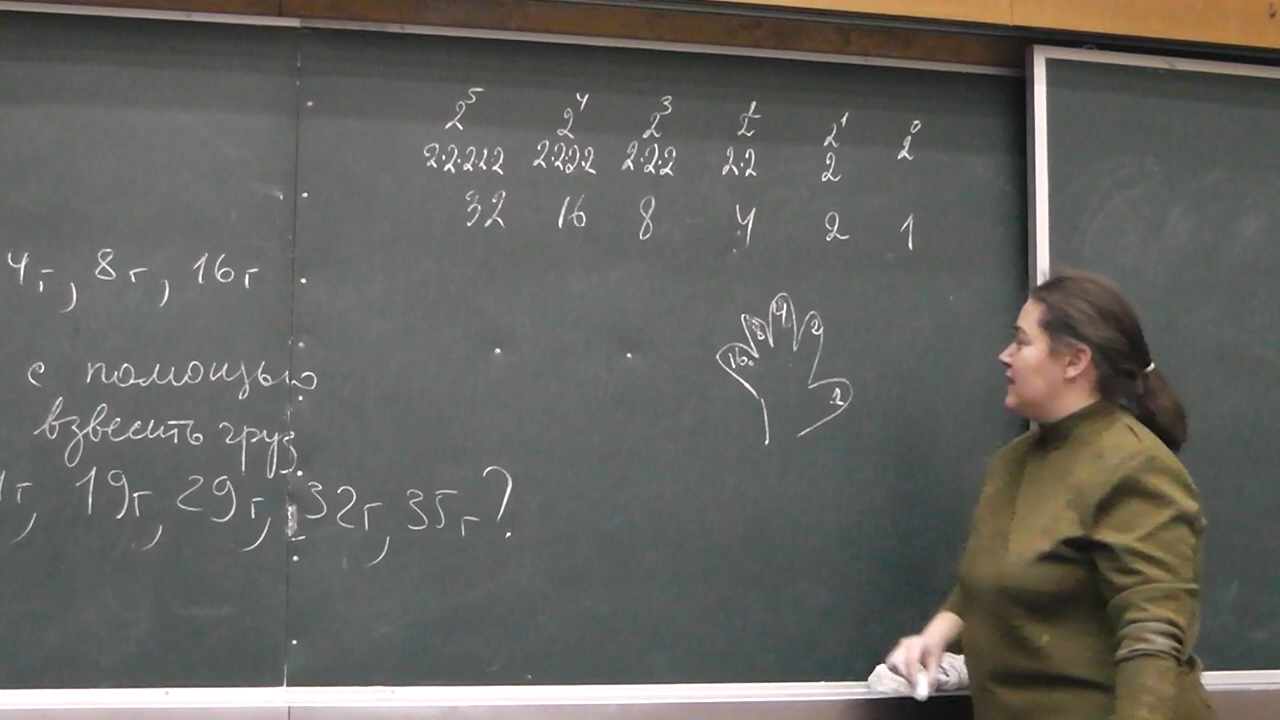 2⁵ 2⁴ 2³ 2² 2¹ 2⁰
2·2·2·2·2 2·2·2·2 2·2·2 2·2 2
32 16 8 4 2 1
4г, 8г, 16г
с помощью
взвесить груз
г, 19г, 29г, 32г, 35г?
16 8 4 2 1